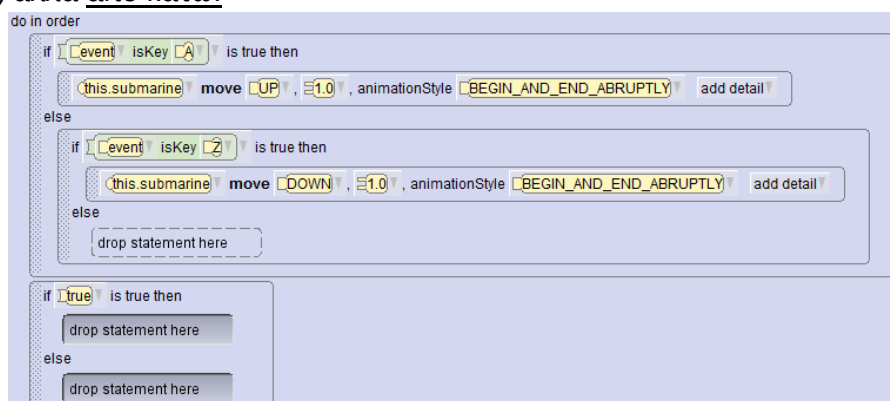 do in order
if event isKey A is true then
this.submarine move UP , 1.0 , animationStyle BEGIN_AND_END_ABRUPTLY add detail
else
if event isKey Z is true then
this.submarine move DOWN , 1.0 , animationStyle BEGIN_AND_END_ABRUPTLY add detail
else
drop statement here
if true is true then
drop statement here
else
drop statement here